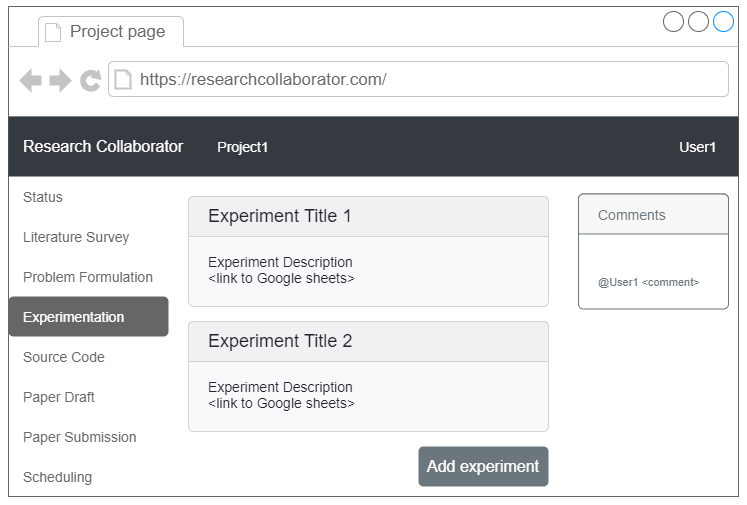 Project page
https://researchcollaborator.com/
Research Collaborator
Project1
User1
Status
Literature Survey
Problem Formulation
Experimentation
Source Code
Paper Draft
Paper Submission
Scheduling
Experiment Title 1
Experiment Description
<link to Google sheets>
Experiment Title 2
Experiment Description
<link to Google sheets>
Add experiment
Comments
@User1 <comment>